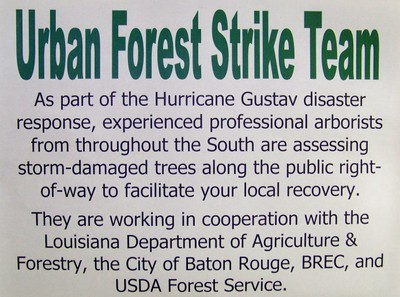 Urban Forest Strike Team
As part of the Hurricane Gustav disaster
response, experienced professional arborists
from throughout the South are assessing
storm-damaged trees along the public right-
of-way to facilitate your local recovery.
They are working in cooperation with the
Louisiana Department of Agriculture &
Forestry, the City of Baton Rouge, BREC, and
USDA Forest Service.